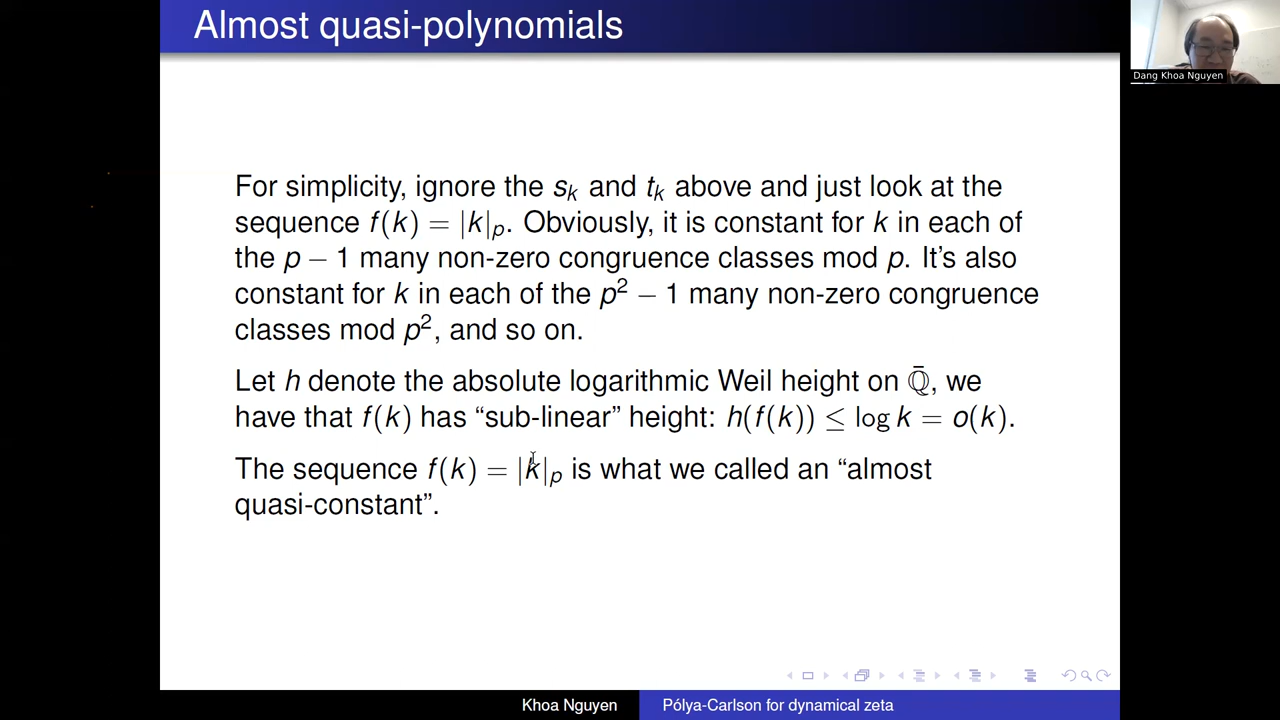 Almost quasi-polynomials
Dang Khoa Nguyen
For simplicity, ignore the s_k and t_k above and just look at the
sequence f(k) = |k|_p. Obviously, it is constant for k in each of
the p − 1 many non-zero congruence classes mod p. It's also
constant for k in each of the p² − 1 many non-zero congruence
classes mod p², and so on.
Let h denote the absolute logarithmic Weil height on ℚ̄, we
have that f(k) has “sub-linear” height: h(f(k)) ≤ log k = o(k).
The sequence f(k) = |k|_p is what we called an “almost
quasi-constant”.
Khoa Nguyen
Pólya-Carlson for dynamical zeta